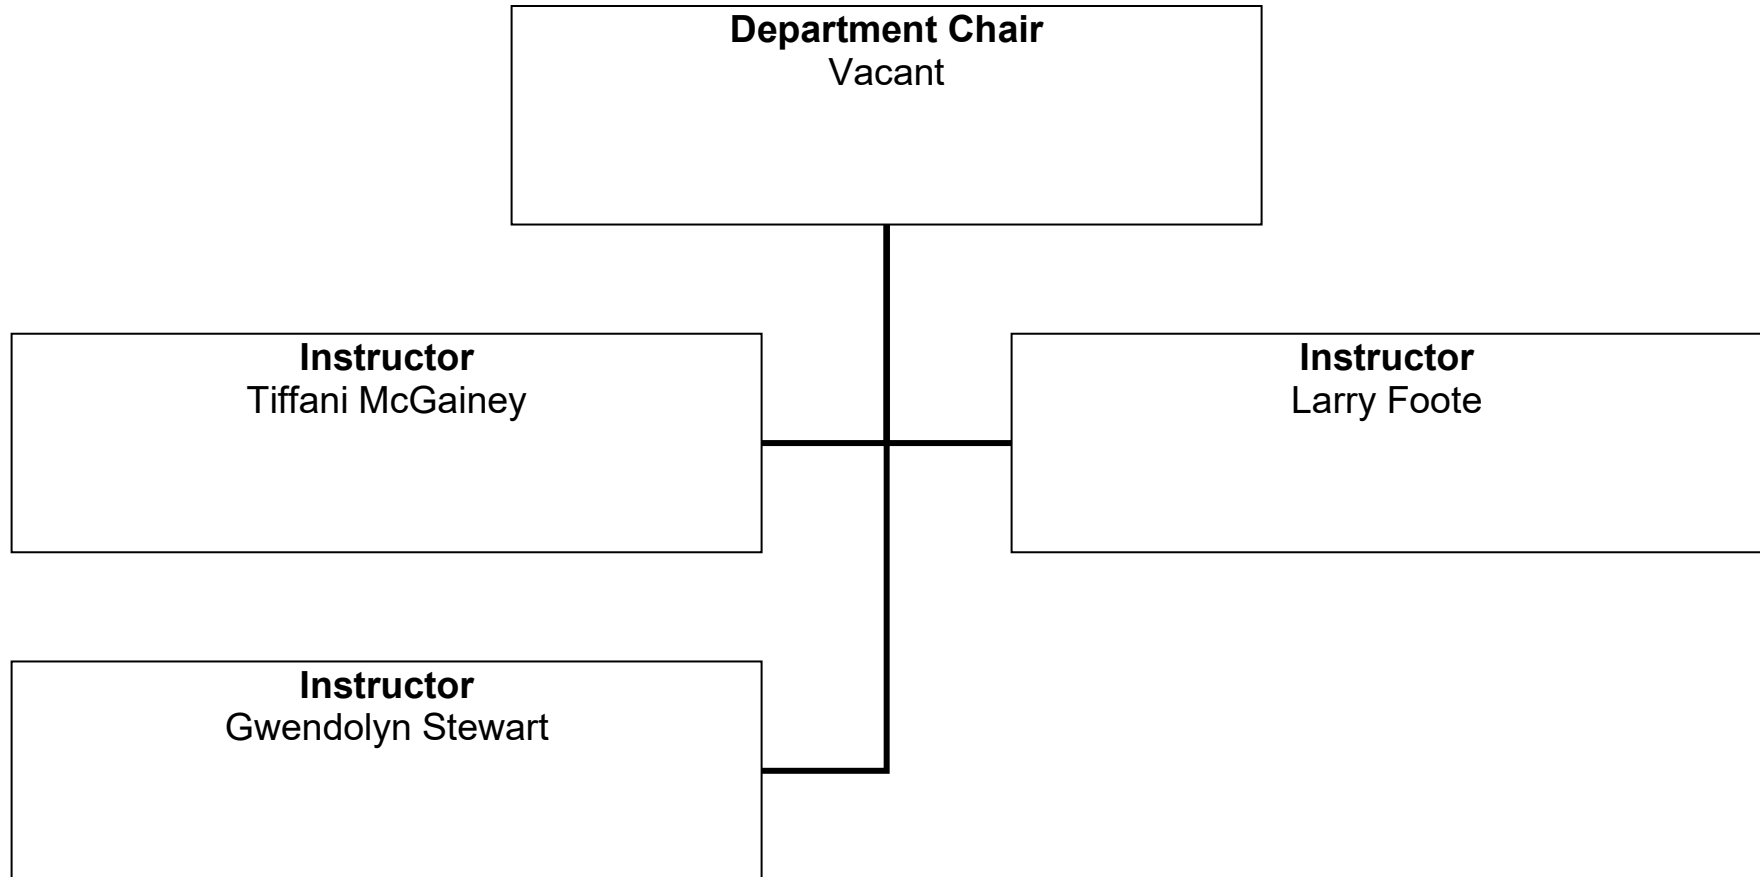 Department Chair
Vacant
Instructor
Tiffani McGainey
Instructor
Larry Foote
Instructor
Gwendolyn Stewart